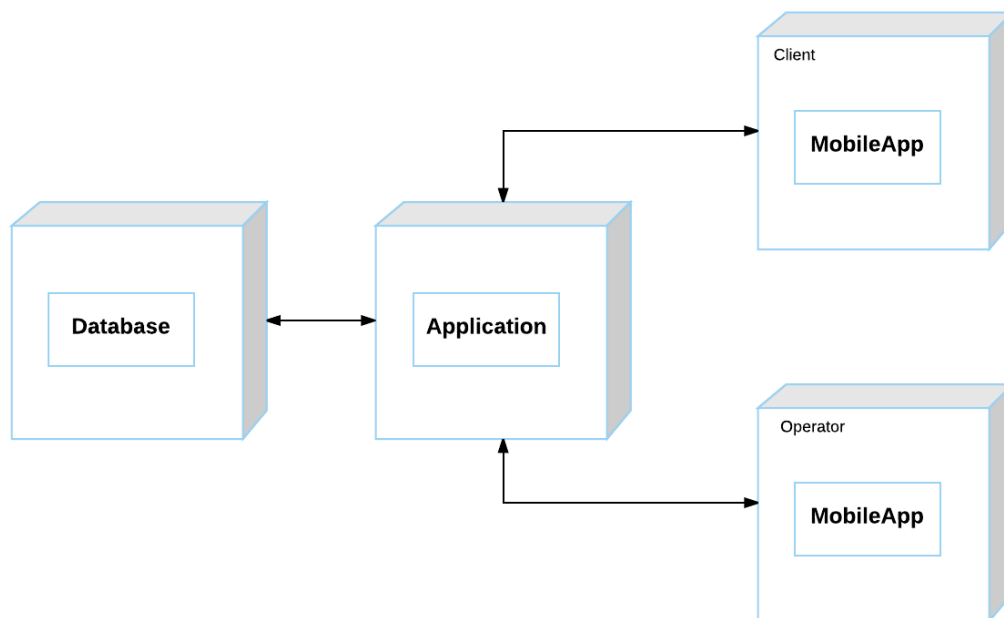 Client
MobileApp
Database
Application
Operator
MobileApp